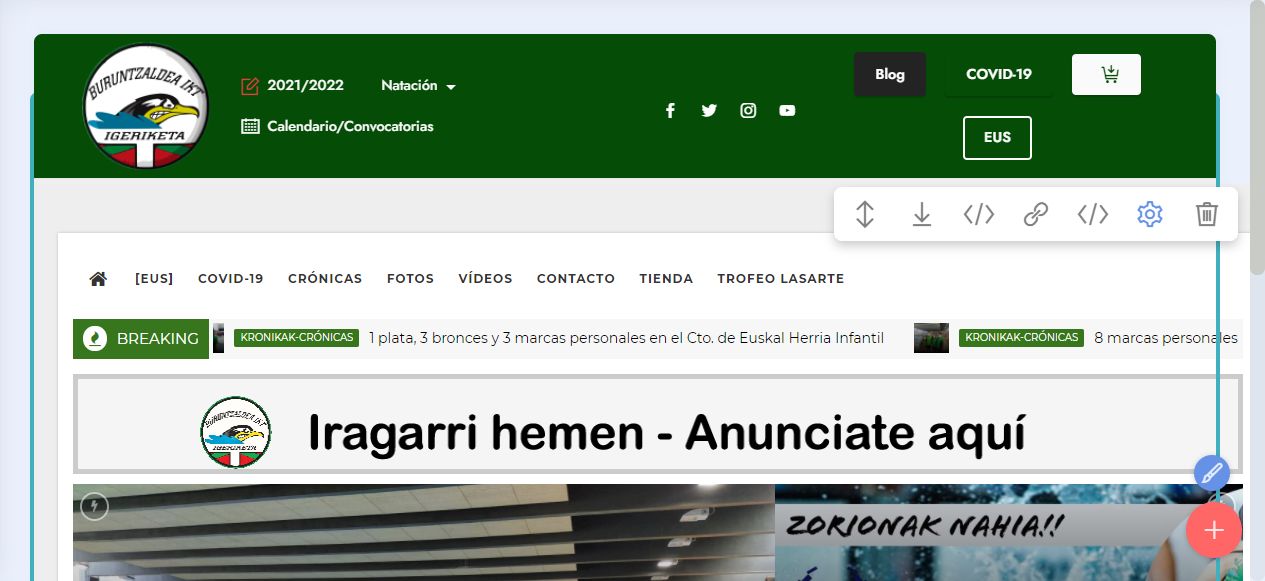 BURUNTZALDEA IKT
IGERIKETA
2021/2022
Natación
Calendario/Convocatorias
Blog
COVID-19
EUS
[EUS] COVID-19 CRÓNICAS FOTOS VÍDEOS CONTACTO TIENDA TROFEO LASARTE
BREAKING
KRONIKAK-CRÓNICAS 1 plata, 3 bronces y 3 marcas personales en el Cto. de Euskal Herria Infantil
KRONIKAK-CRÓNICAS 8 marcas personales
BURUNTZALDEA IKT
IGERIKETA
Iragarri hemen - Anunciate aquí
ZORIONAK NAHIA!!